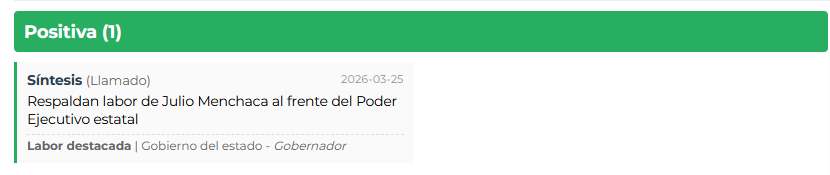 Positiva (1)
Síntesis (Llamado) 2026-03-25
Respaldan labor de Julio Menchaca al frente del Poder
Ejecutivo estatal
Labor destacada | Gobierno del estado - Gobernador